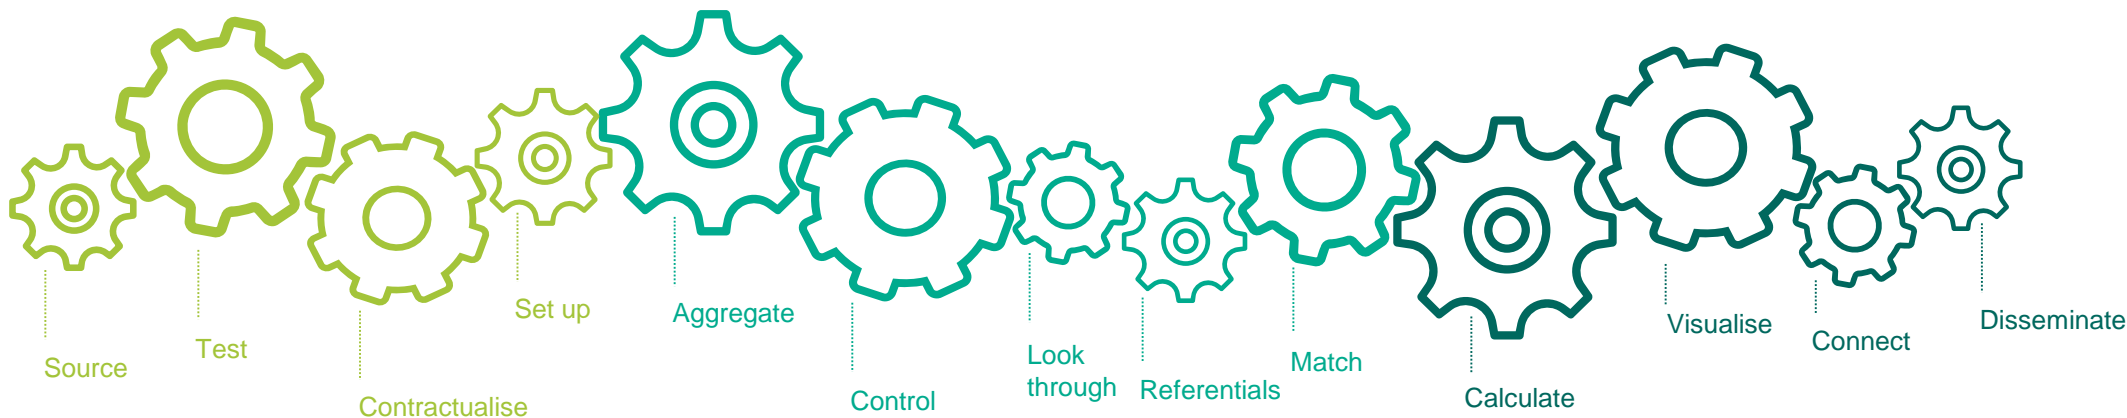 Source
Test
Contractualise
Set up
Aggregate
Control
Look
through
Referentials
Match
Calculate
Visualise
Connect
Disseminate